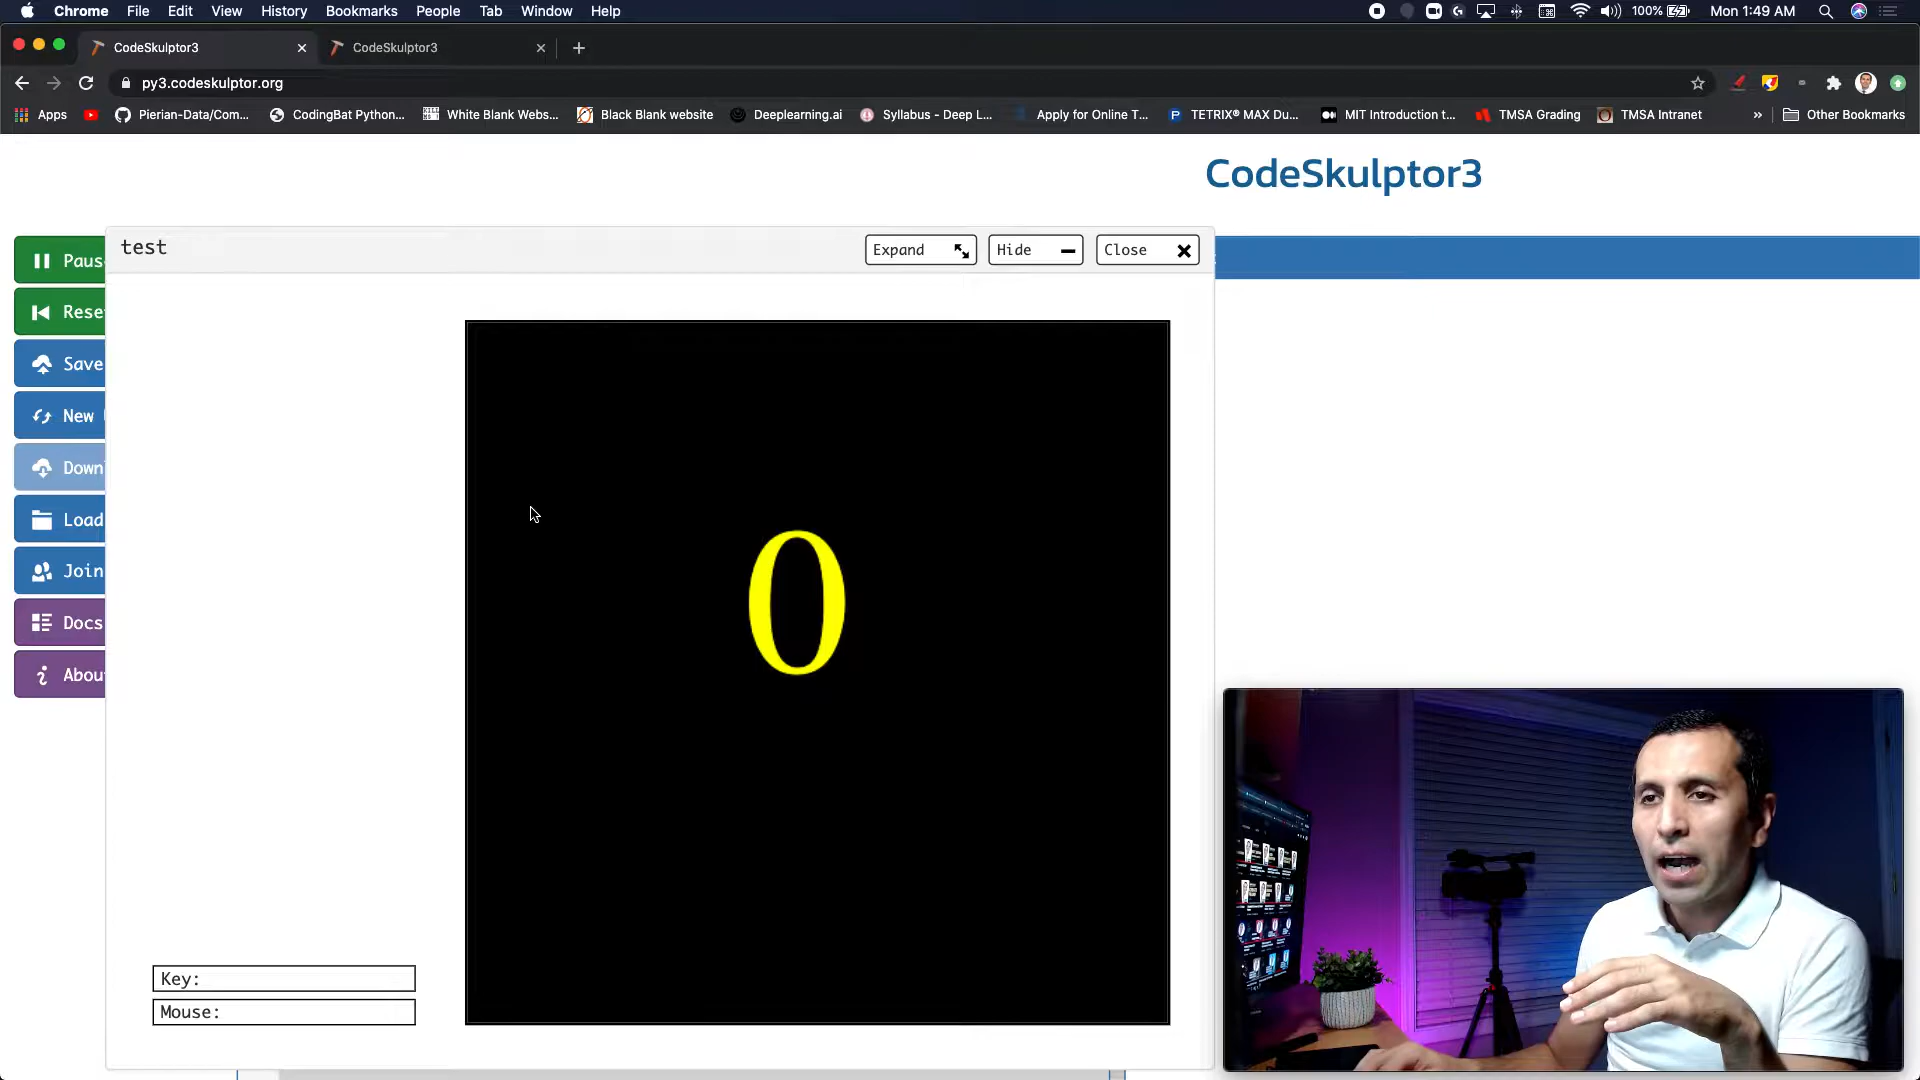 Chrome File Edit View History Bookmarks People Tab Window Help 100% Mon 1:49 AM
CodeSkulptor3 CodeSkulptor3
py3.codeskulptor.org
Apps Pierian-Data/Com... CodingBat Python... White Blank Webs... Black Blank website Deeplearning.ai Syllabus - Deep L... Apply for Online T... TETRIX® MAX Du... MIT Introduction t... TMSA Grading TMSA Intranet » Other Bookmarks
CodeSkulptor3
test Expand Hide Close
Paus
Rese
Save
New
Down
Load
Join
Docs
Abou
0
Key:
Mouse: